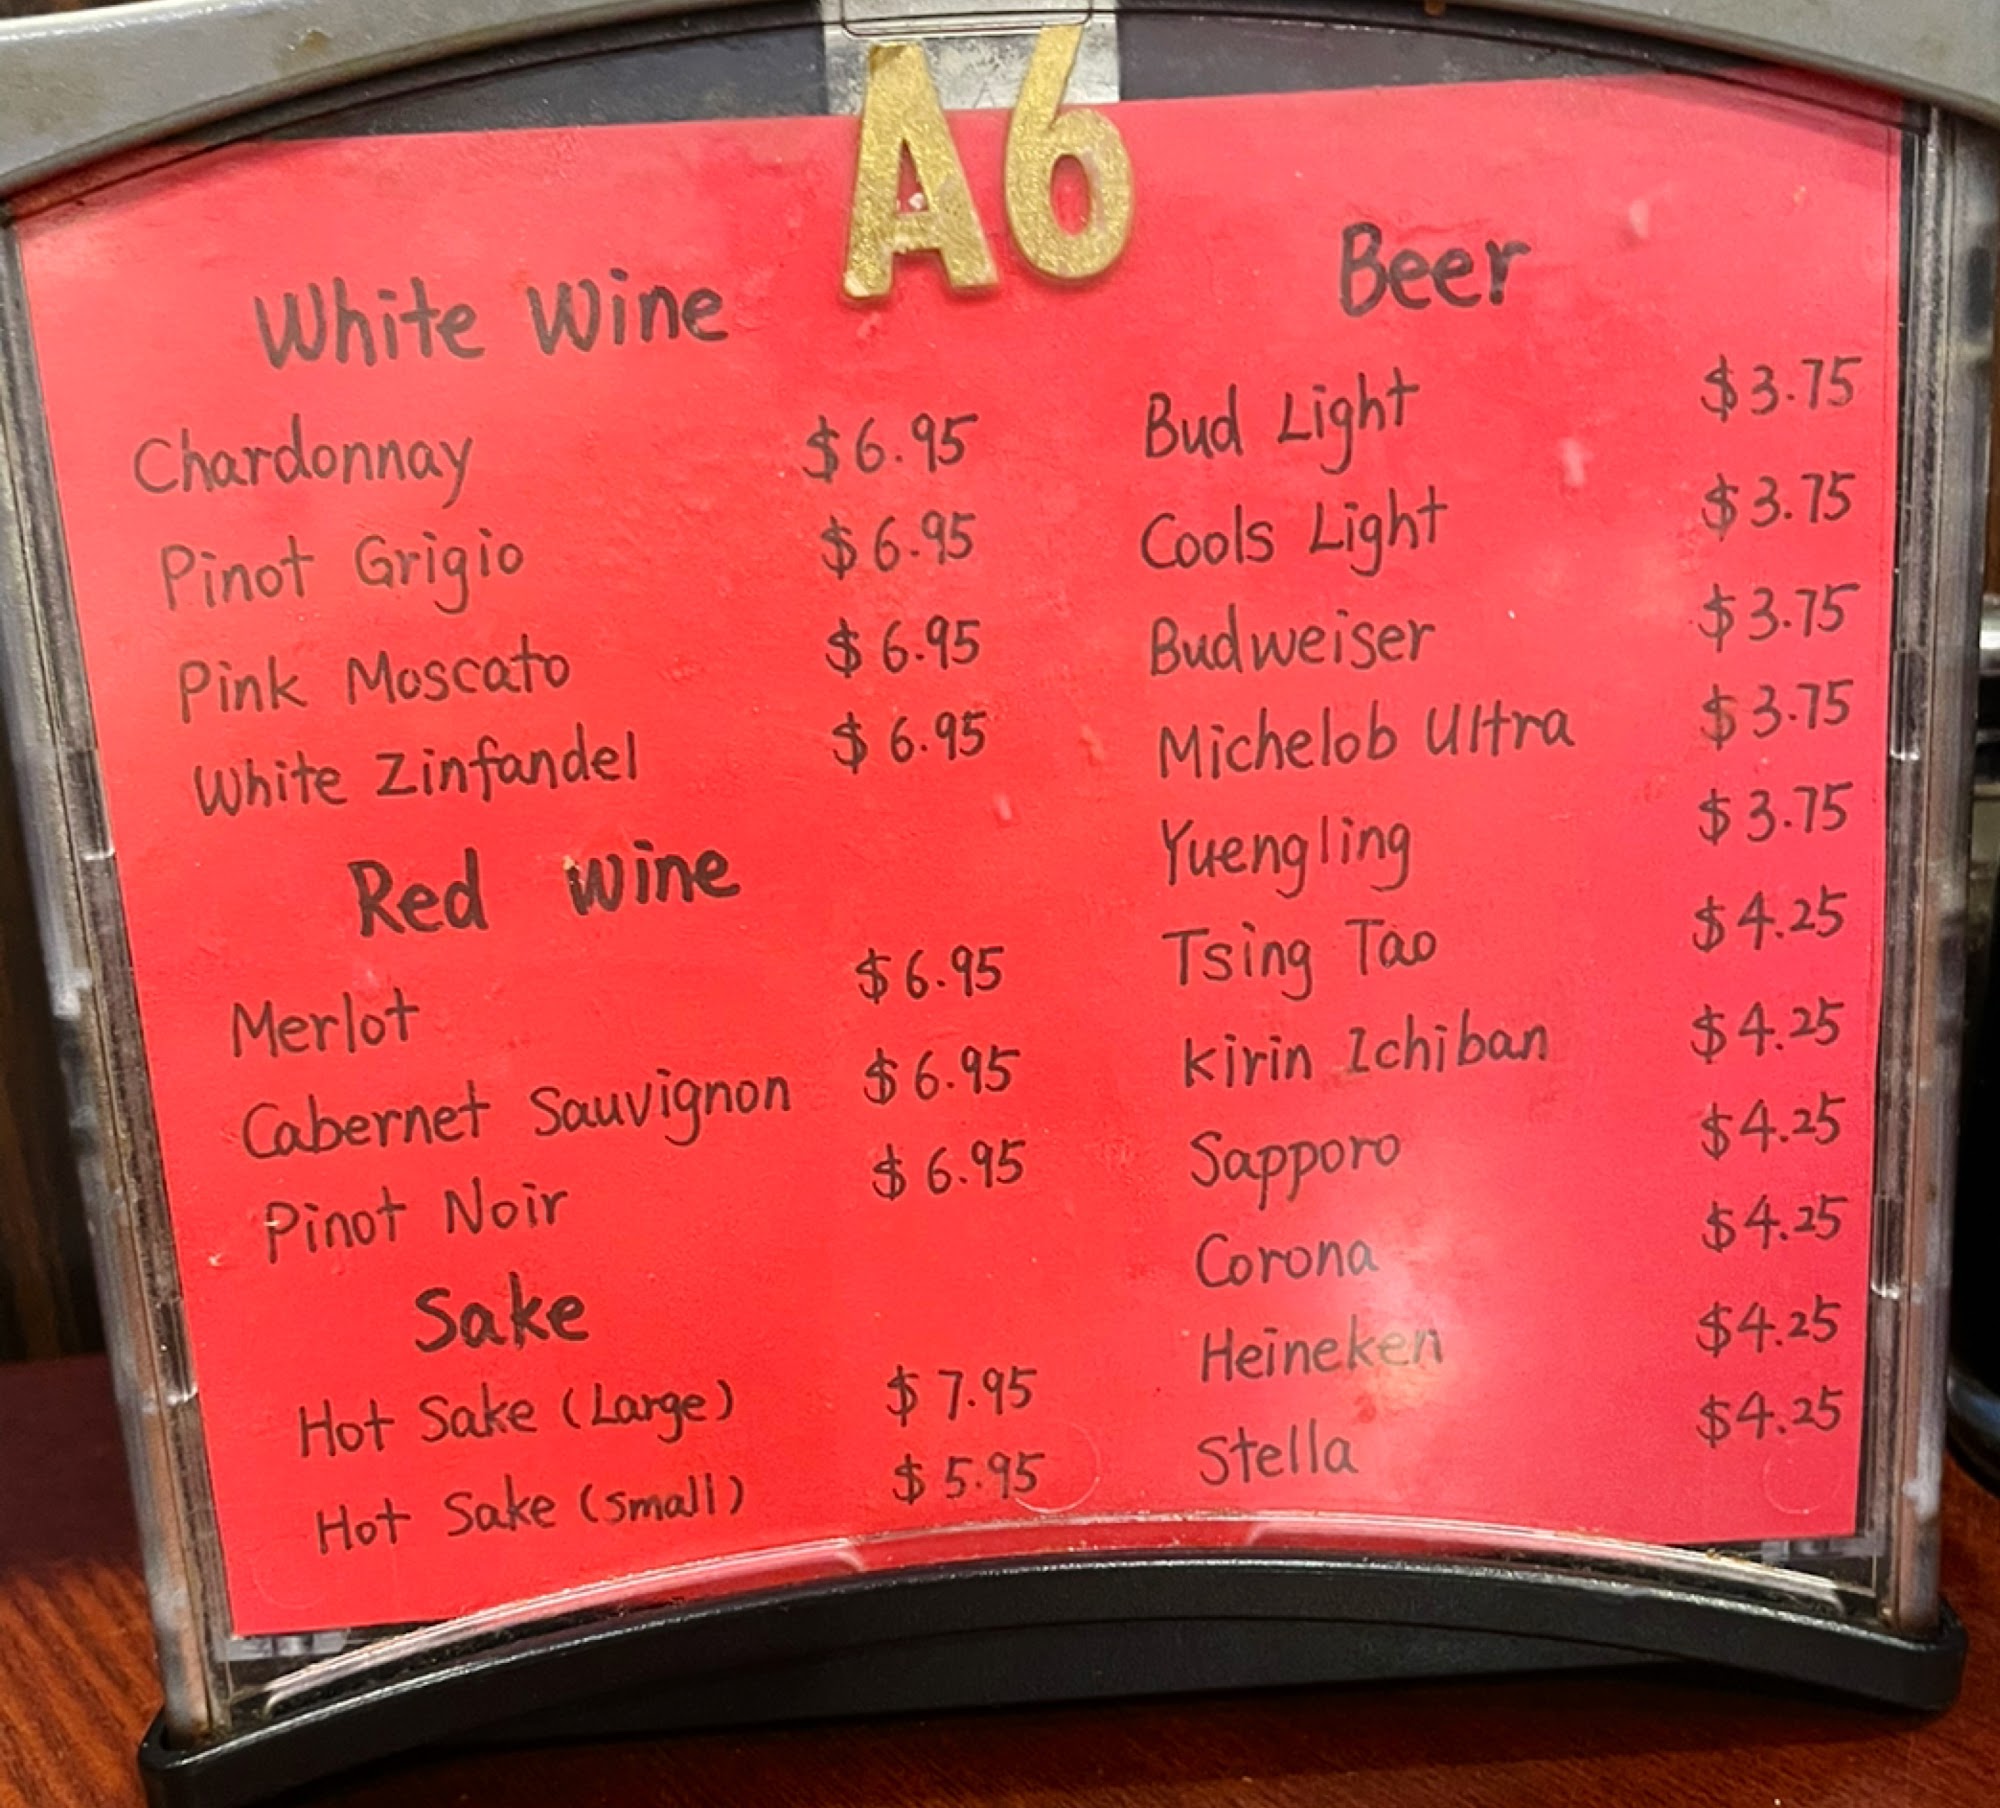 A6
White Wine
Chardonnay $6.95
Pinot Grigio $6.95
Pink Moscato $6.95
White Zinfandel $6.95
Red Wine
Merlot $6.95
Cabernet Sauvignon $6.95
Pinot Noir $6.95
Sake
Hot Sake (Large) $7.95
Hot Sake (small) $5.95
Beer
Bud Light $3.75
Cools Light $3.75
Budweiser $3.75
Michelob Ultra $3.75
Yuengling $3.75
Tsing Tao $4.25
Kirin Ichiban $4.25
Sapporo $4.25
Corona $4.25
Heineken $4.25
Stella $4.25